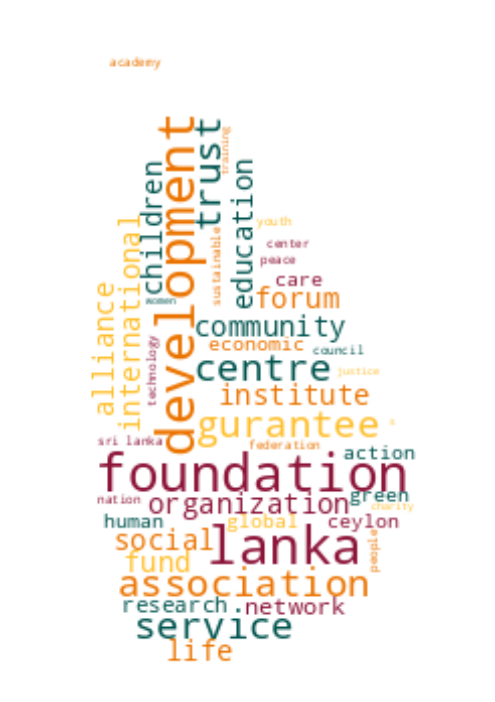 academy
development
trust
training
children
education
international
sustainable
youth
center
peace
women
care
alliance
forum
community
economic
council
technology
centre
justice
institute
gurantee
s
sri lanka
federation
action
foundation
nation
organization
green
charity
human
global
ceylon
social
lanka
people
fund
association
research.
network
service
life